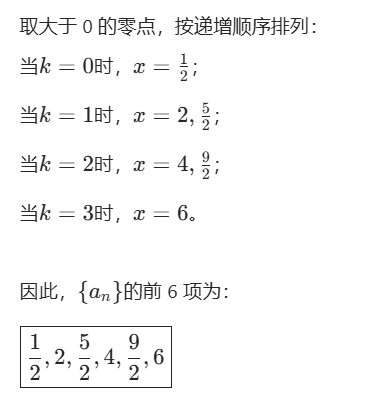 取大于 0 的零点，按递增顺序排列：
当k = 0时，x = 1/2；
当k = 1时，x = 2, 5/2；
当k = 2时，x = 4, 9/2；
当k = 3时，x = 6。
因此，{aₙ}的前 6 项为：
1/2, 2, 5/2, 4, 9/2, 6